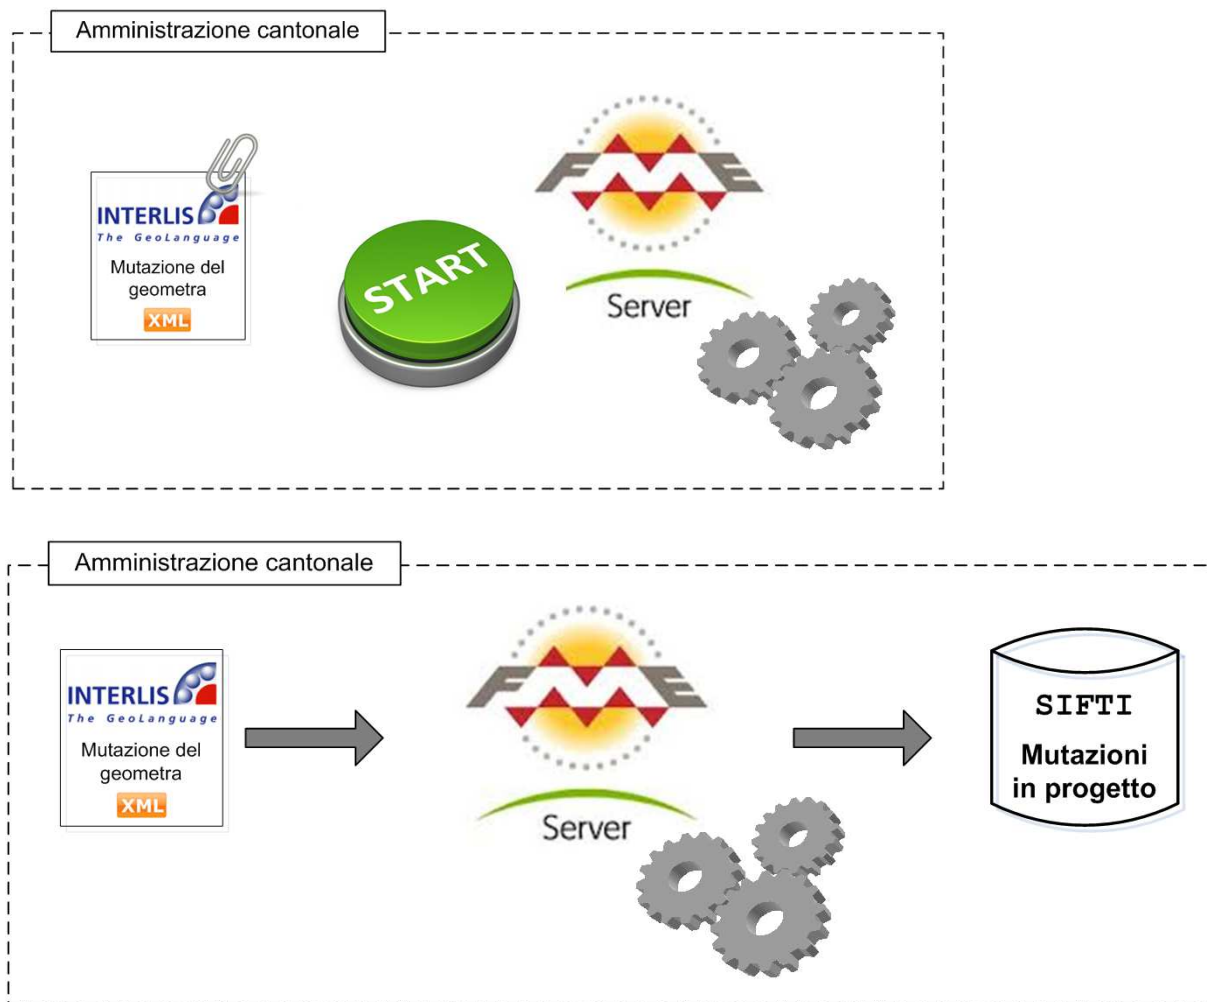 Amministrazione cantonale
INTERLIS
The GeoLanguage
Mutazione del
geometra
XML
START
FME
Server
Amministrazione cantonale
INTERLIS
The GeoLanguage
Mutazione del
geometra
XML
FME
Server
SIFTI
Mutazioni
in progetto